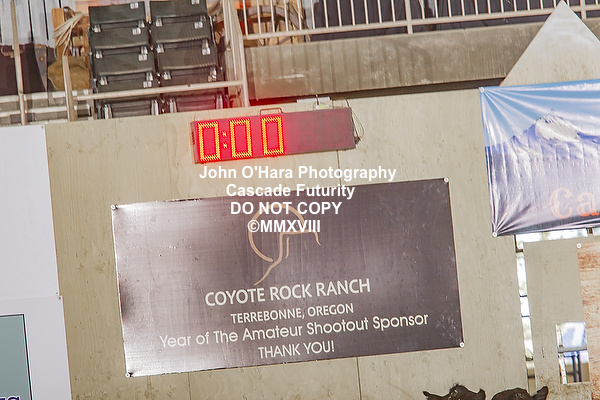 0:00
John O'Hara Photography
Cascade Futurity
DO NOT COPY
©MMXVIII
COYOTE ROCK RANCH
TERREBONNE, OREGON
Year of The Amateur Shootout Sponsor
THANK YOU!